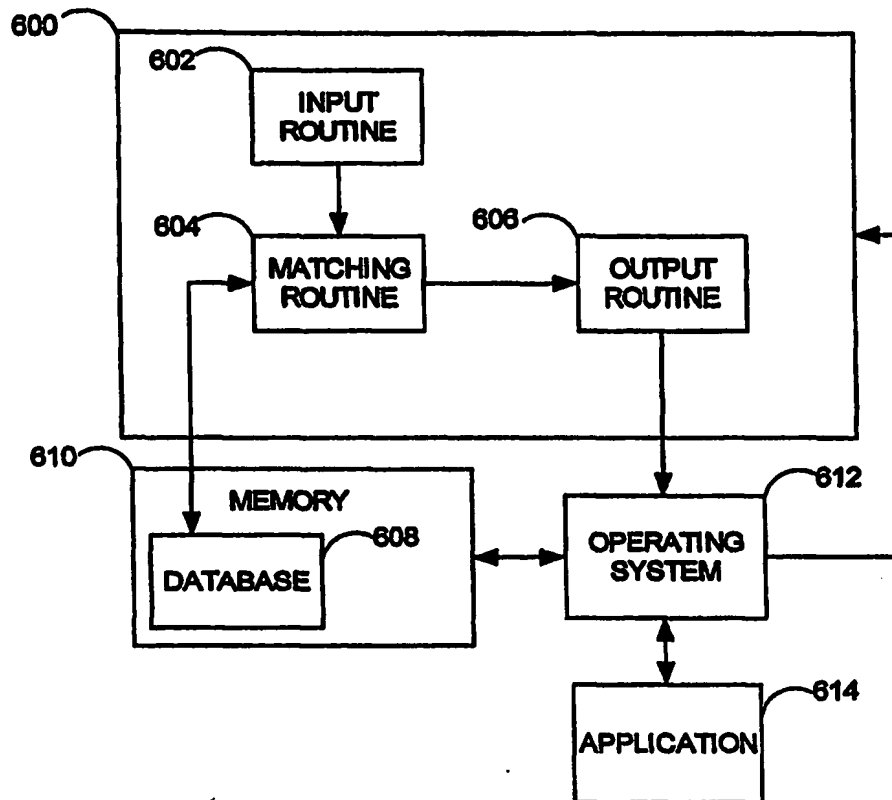 600
602
INPUT
ROUTINE
604
606
MATCHING
ROUTINE
OUTPUT
ROUTINE
610
612
MEMORY
608
OPERATING
SYSTEM
DATABASE
614
APPLICATION